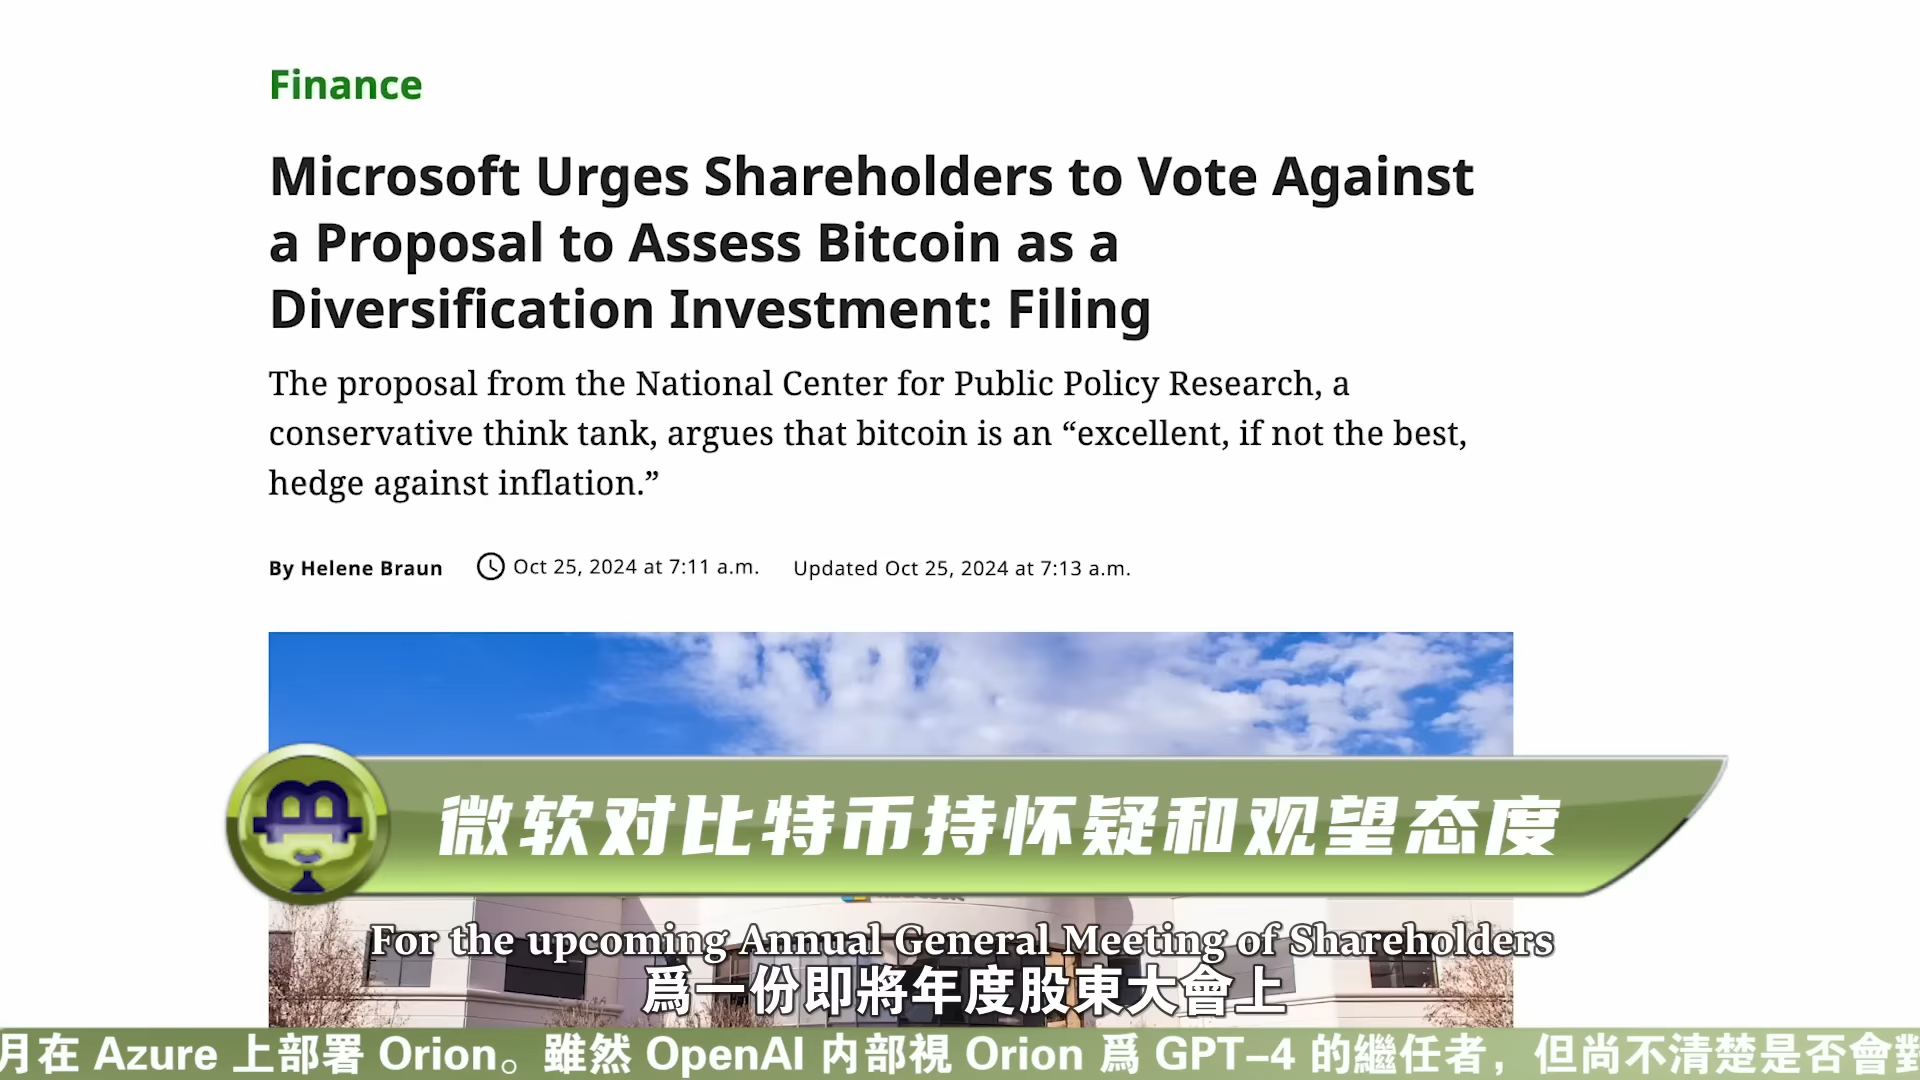 Finance
Microsoft Urges Shareholders to Vote Against
a Proposal to Assess Bitcoin as a
Diversification Investment: Filing
The proposal from the National Center for Public Policy Research, a
conservative think tank, argues that bitcoin is an “excellent, if not the best,
hedge against inflation.”
By Helene Braun Oct 25, 2024 at 7:11 a.m. Updated Oct 25, 2024 at 7:13 a.m.
微软对比特币持怀疑和观望态度
For the upcoming Annual General Meeting of Shareholders
爲一份即將年度股東大會上
月在 Azure 上部署 Orion。雖然 OpenAI 内部視 Orion 爲 GPT-4 的繼任者，但尚不清楚是否會對